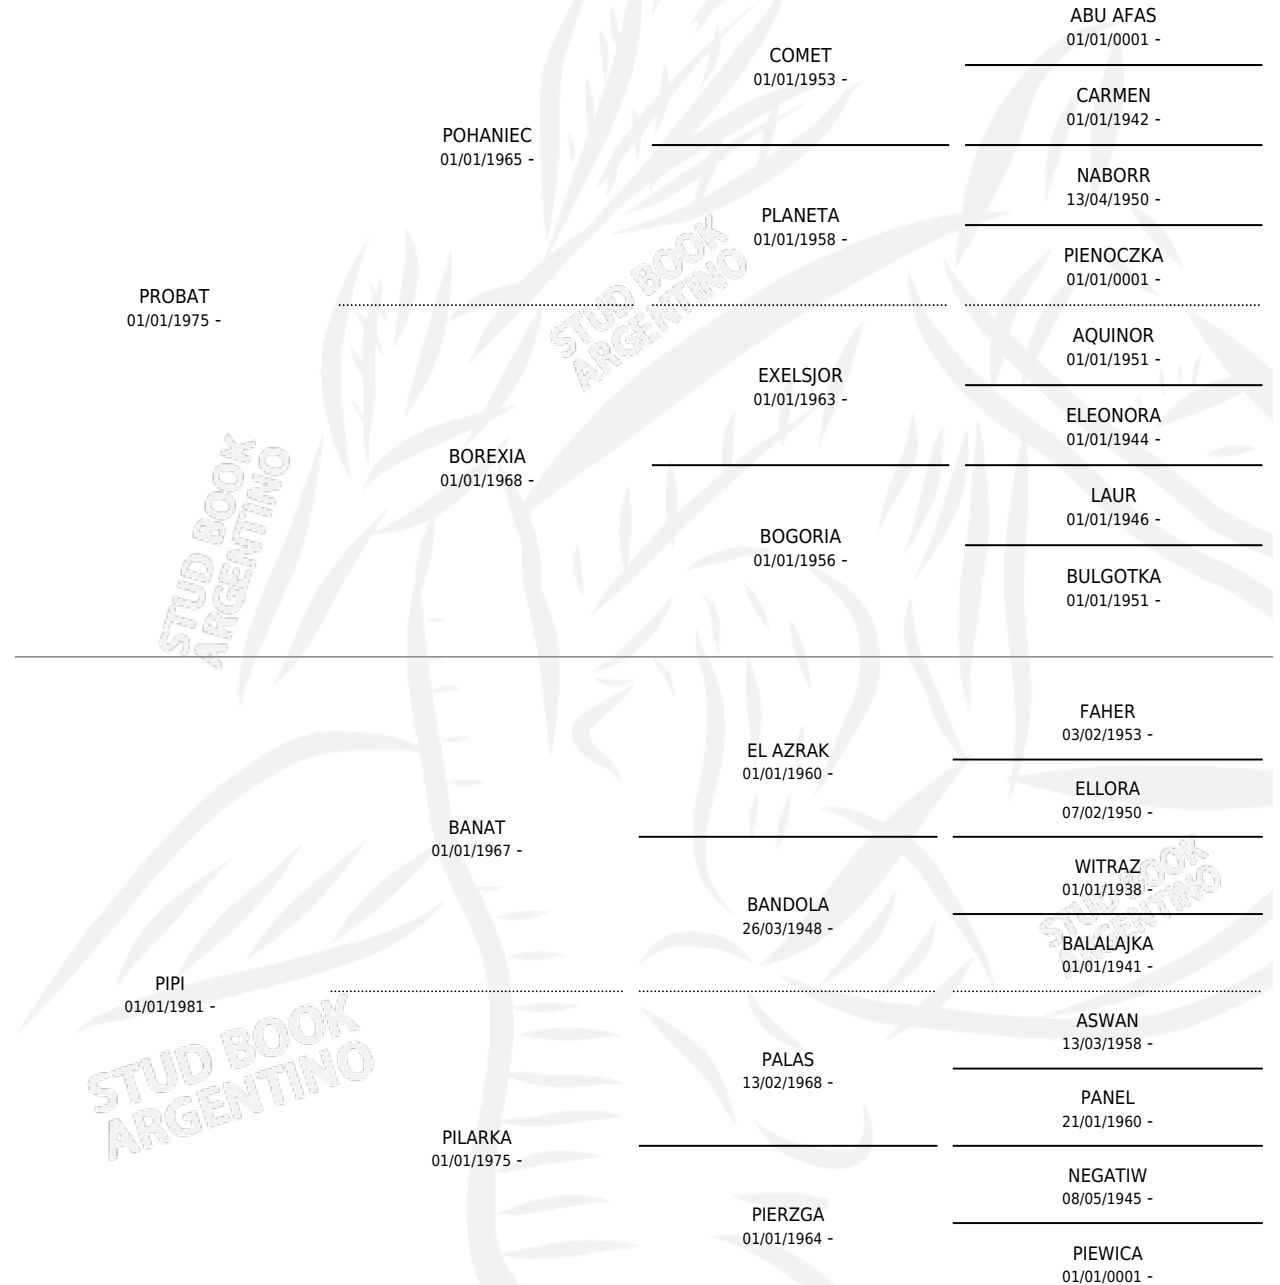 ABU AFAS
01/01/0001 -
COMET
01/01/1953 -
CARMEN
01/01/1942 -
POHANIEC
01/01/1965 -
NABORR
13/04/1950 -
PLANETA
01/01/1958 -
PIENOCZKA
01/01/0001 -
PROBAT
01/01/1975 -
AQUINOR
01/01/1951 -
EXELSJOR
01/01/1963 -
ELEONORA
01/01/1944 -
BOREXIA
01/01/1968 -
LAUR
01/01/1946 -
BOGORIA
01/01/1956 -
BULGOTKA
01/01/1951 -
STUD BOOK
ARGENTINO
STUD BOOK
ARGENTINO
FAHER
03/02/1953 -
EL AZRAK
01/01/1960 -
ELLORA
07/02/1950 -
BANAT
01/01/1967 -
WITRAZ
01/01/1938 -
BANDOLA
26/03/1948 -
BALALAJKA
01/01/1941 -
STUD BOOK
ARGENTINO
PIPI
01/01/1981 -
ASWAN
13/03/1958 -
PALAS
13/02/1968 -
PANEL
21/01/1960 -
STUD BOOK
ARGENTINO
PILARKA
01/01/1975 -
NEGATIW
08/05/1945 -
PIERZGA
01/01/1964 -
PIEWICA
01/01/0001 -